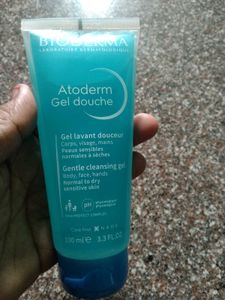 BIODERMA
LABORATOIRE DERMATOLOGIQUE
Atoderm
Gel douche
Gel lavant douceur
Corps, visage, mains
Peaux sensibles
normales à sèches
Gentle cleansing gel
Body, face, hands
Normal to dry
sensitive skin
pH
100 ml e 3.3 FL.OZ